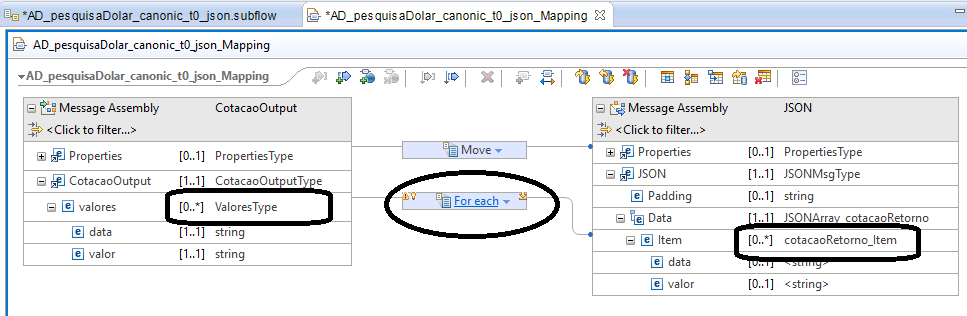 *AD_pesquisaDolar_canonic_t0_json.subflow
*AD_pesquisaDolar_canonic_t0_json_Mapping
AD_pesquisaDolar_canonic_t0_json_Mapping
AD_pesquisaDolar_canonic_t0_json_Mapping
Message Assembly CotacaoOutput
<Click to filter...>
Properties [0..1] PropertiesType
CotacaoOutput [1..1] CotacaoOutputType
valores [0..*] ValoresType
data [1..1] string
valor [1..1] string
Move
For each
Message Assembly JSON
<Click to filter...>
Properties [0..1] PropertiesType
JSON [1..1] JSONMsgType
Padding [0..1] string
Data [1..1] JSONArray_cotacaoRetorno
Item [0..*] cotacaoRetorno_Item
data [0..1] <string>
valor [0..1] <string>